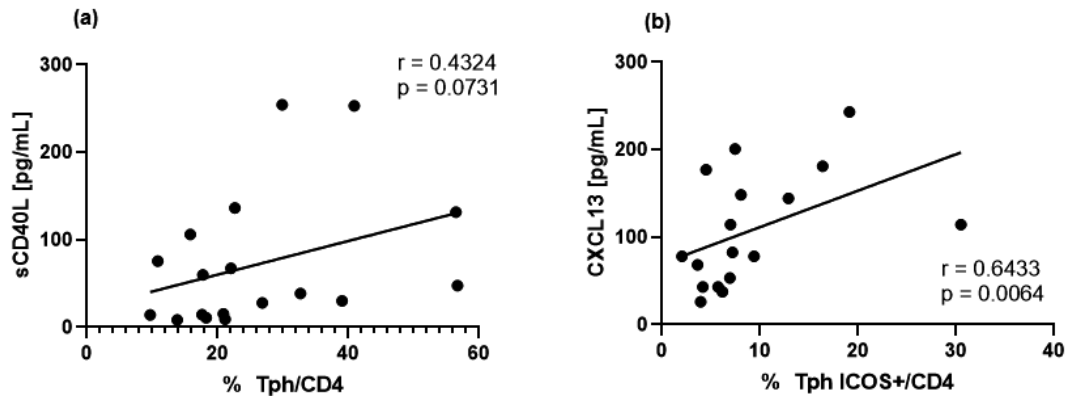 (a)
r = 0.4324
p = 0.0731
300
200
100
0
sCD40L [pg/mL]
0 20 40 60
% Tph/CD4
(b)
300
200
100
0
CXCL13 [pg/mL]
r = 0.6433
p = 0.0064
0 10 20 30 40
% Tph ICOS+/CD4